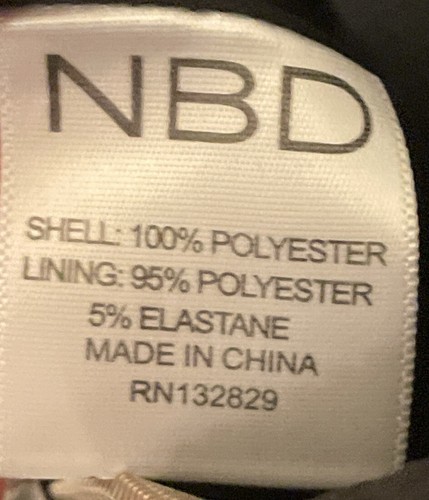 NBD
SHELL: 100% POLYESTER
LINING: 95% POLYESTER
5% ELASTANE
MADE IN CHINA
RN132829